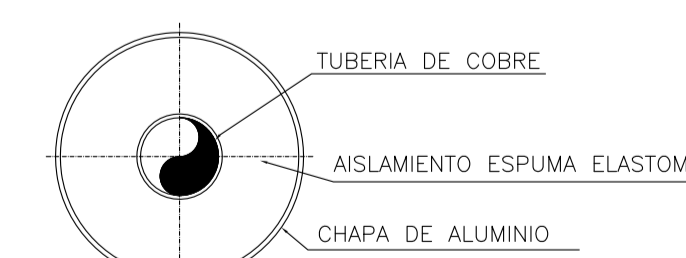 TUBERIA DE COBRE
AISLAMIENTO ESPUMA ELASTOM
CHAPA DE ALUMINIO